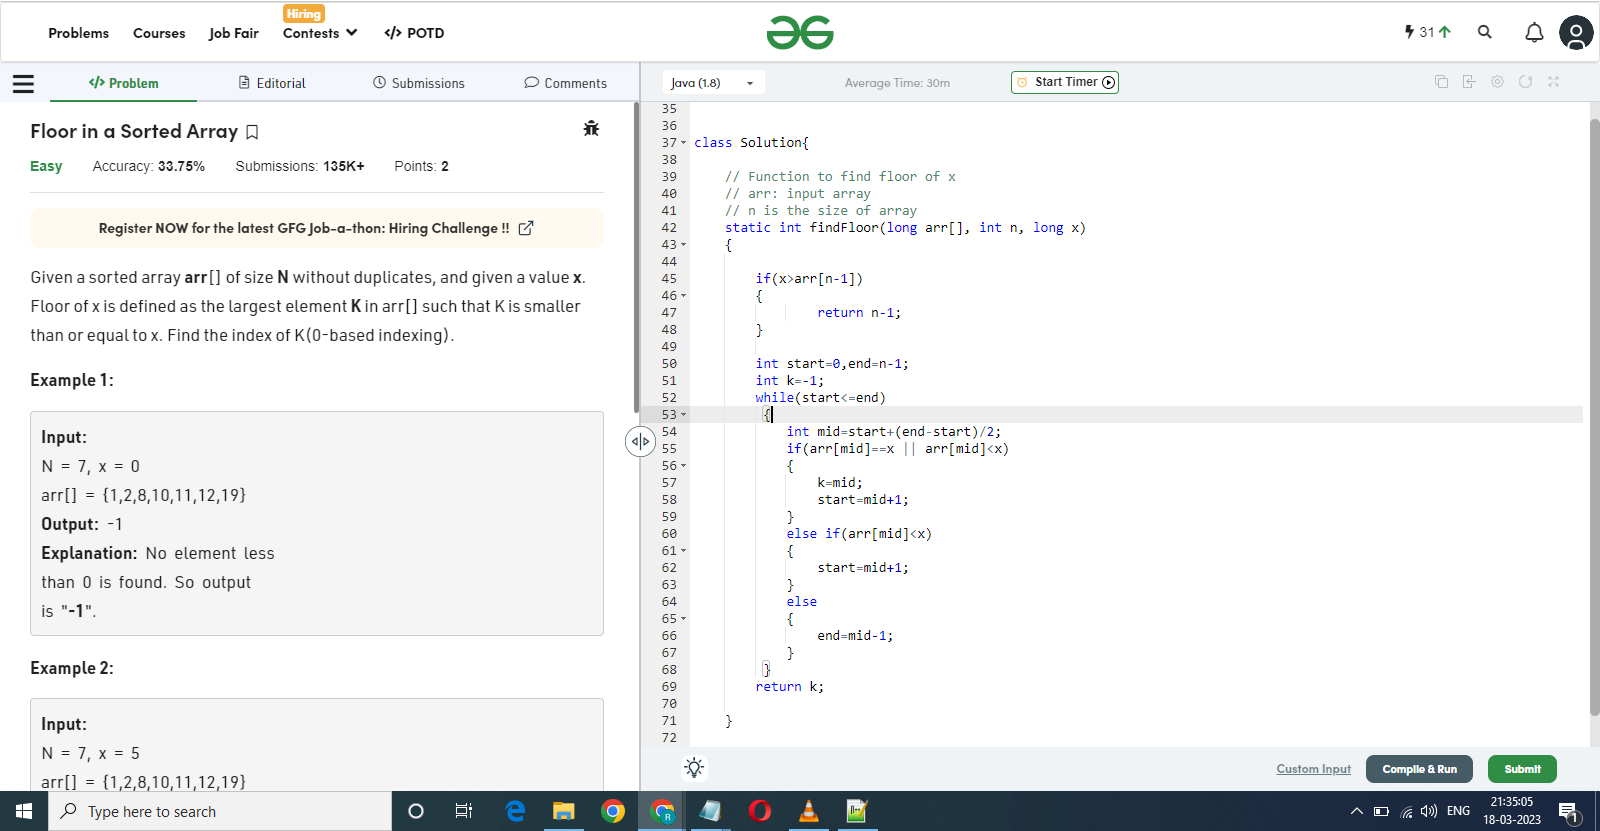 Hiring
Problems Courses Job Fair Contests </> POTD
31
</> Problem Editorial Submissions Comments
Java (1.8) Average Time: 30m Start Timer
Floor in a Sorted Array
Easy Accuracy: 33.75% Submissions: 135K+ Points: 2
Register NOW for the latest GFG Job-a-thon: Hiring Challenge !!
Given a sorted array arr[] of size N without duplicates, and given a value x.
Floor of x is defined as the largest element K in arr[] such that K is smaller
than or equal to x. Find the index of K(0-based indexing).
Example 1:
Input:
N = 7, x = 0
arr[] = {1,2,8,10,11,12,19}
Output: -1
Explanation: No element less
than 0 is found. So output
is "-1".
Example 2:
Input:
N = 7, x = 5
arr[] = {1,2,8,10,11,12,19}
35
36
37 class Solution{
38
39 // Function to find floor of x
40 // arr: input array
41 // n is the size of array
42 static int findFloor(long arr[], int n, long x)
43 {
44
45 if(x>arr[n-1])
46 {
47 return n-1;
48 }
49
50 int start=0,end=n-1;
51 int k=-1;
52 while(start<=end)
53 {
54 int mid=start+(end-start)/2;
55 if(arr[mid]==x || arr[mid]<x)
56 {
57 k=mid;
58 start=mid+1;
59 }
60 else if(arr[mid]<x)
61 {
62 start=mid+1;
63 }
64 else
65 {
66 end=mid-1;
67 }
68 }
69 return k;
70
71 }
72
Custom Input Compile & Run Submit
Type here to search
R
ENG
21:35:05
18-03-2023
1